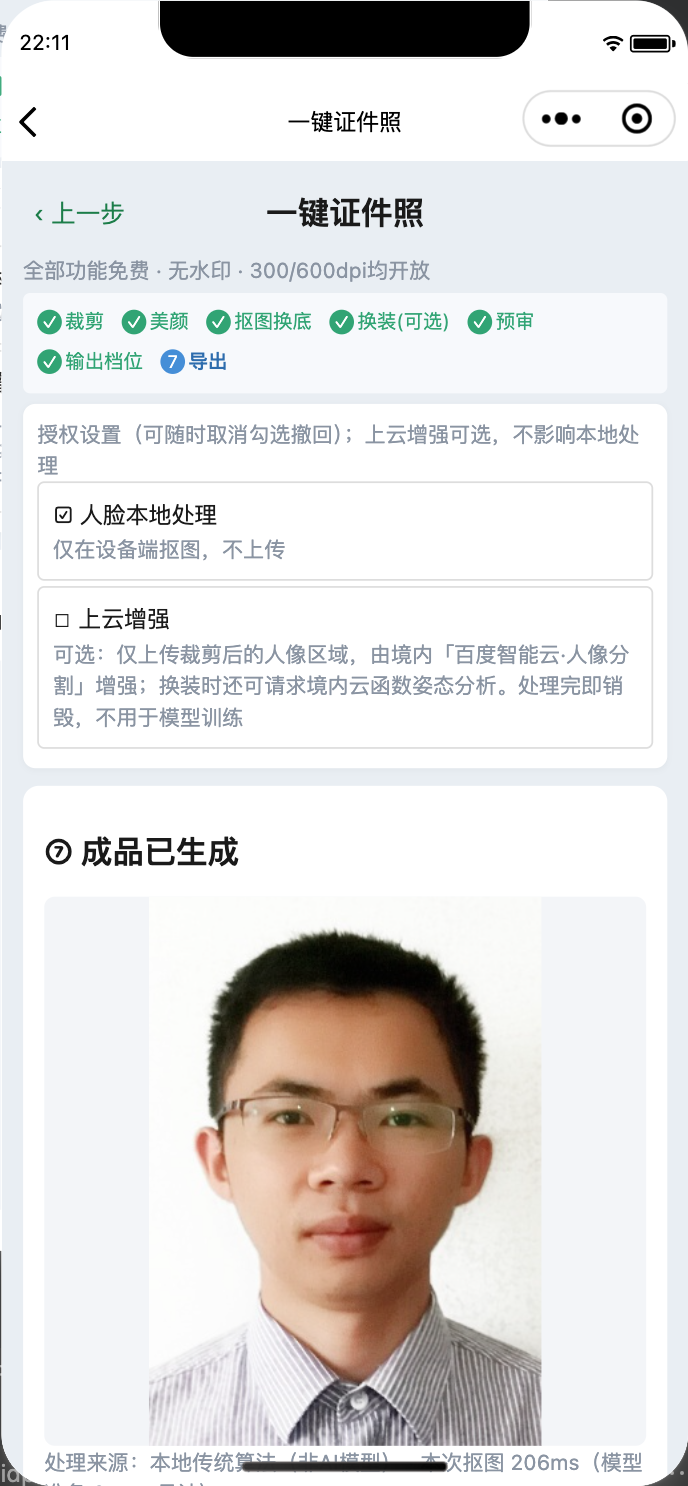 22:11
一键证件照
‹ 上一步
一键证件照
全部功能免费 · 无水印 · 300/600dpi均开放
裁剪 美颜 抠图换底 换装(可选) 预审
输出档位 7 导出
授权设置（可随时取消勾选撤回）；上云增强可选，不影响本地处
理
人脸本地处理
仅在设备端抠图，不上传
上云增强
可选：仅上传裁剪后的人像区域，由境内「百度智能云·人像分
割」增强；换装时还可请求境内云函数姿态分析。处理完即销
毁，不用于模型训练
⑦ 成品已生成
处理来源：本地传统算法（非AI模型） 本次抠图 206ms（模型